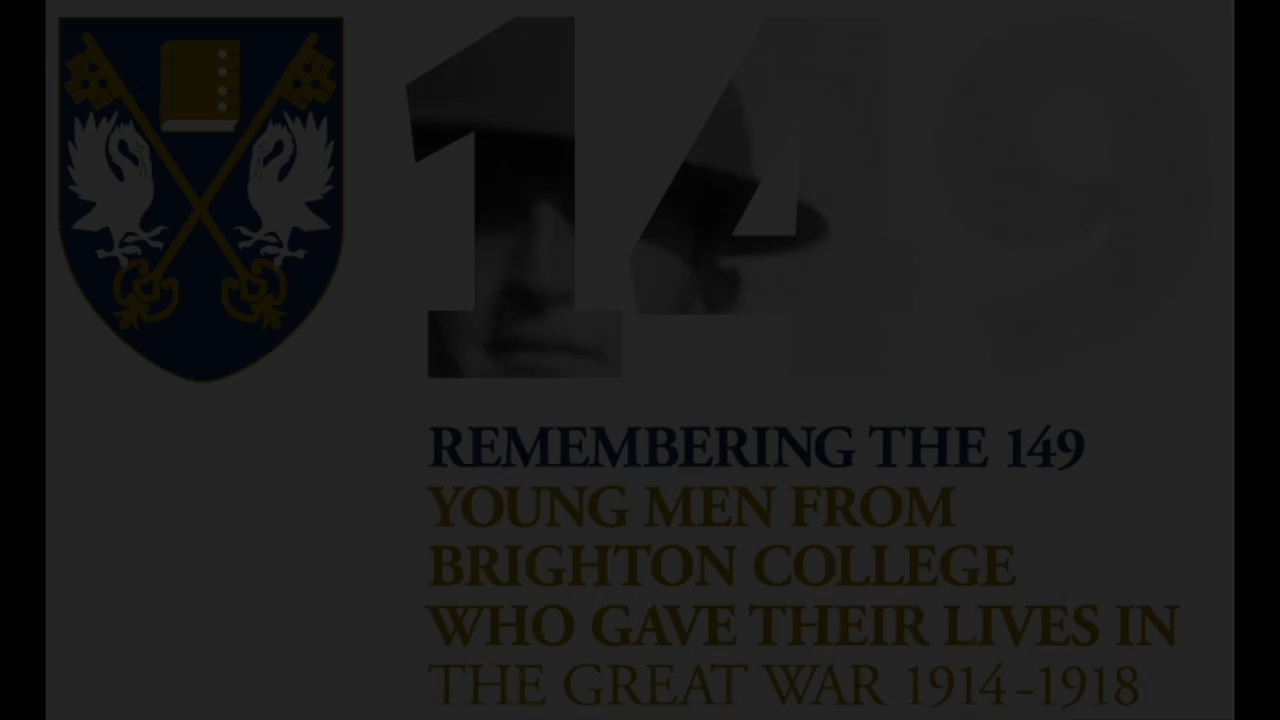 149
REMEMBERING THE 149
YOUNG MEN FROM
BRIGHTON COLLEGE
WHO GAVE THEIR LIVES IN
THE GREAT WAR 1914-1918